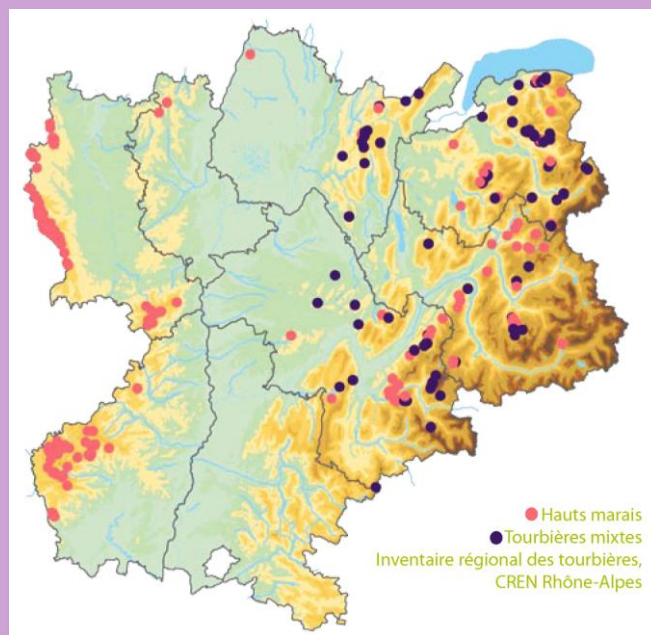 Hauts marais
Tourbières mixtes
Inventaire régional des tourbières,
CREN Rhône-Alpes